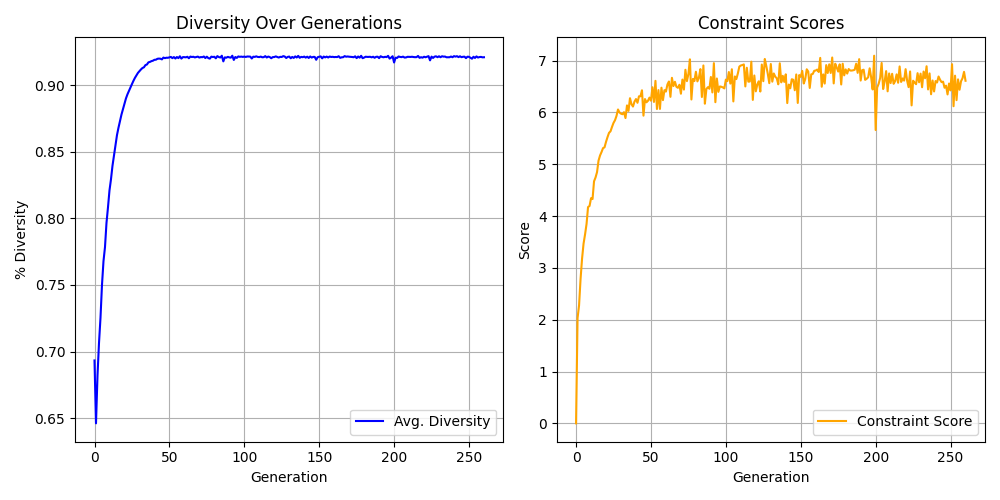 Diversity Over Generations
% Diversity
0.90
0.85
0.80
0.75
0.70
0.65
0 50 100 150 200 250
Generation
Avg. Diversity
Constraint Scores
Score
7
6
5
4
3
2
1
0
0 50 100 150 200 250
Generation
Constraint Score